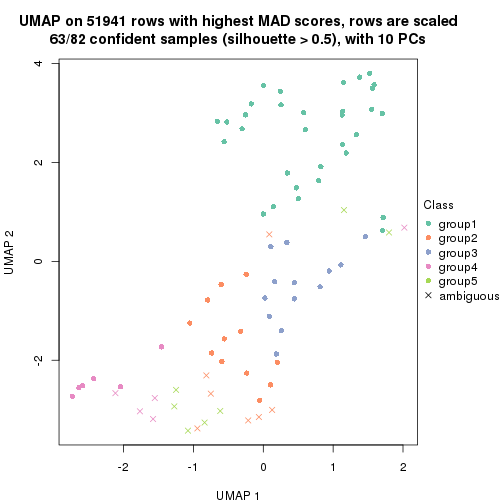 UMAP on 51941 rows with highest MAD scores, rows are scaled
63/82 confident samples (silhouette > 0.5), with 10 PCs
4
2
0
-2
UMAP 2
-2
-1
0
1
2
UMAP 1
Class
group1
group2
group3
group4
group5
ambiguous